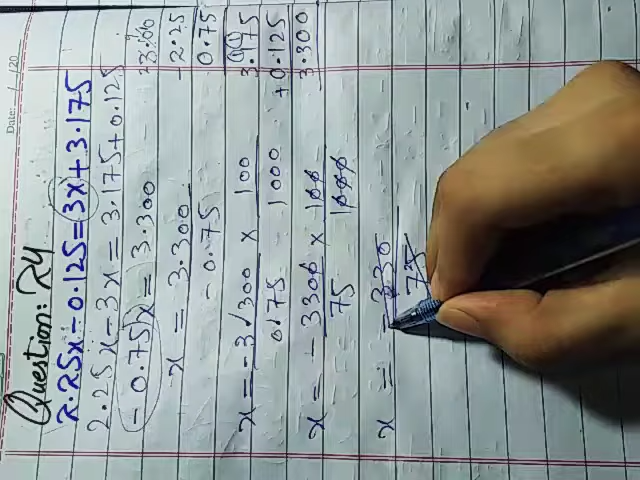 Date: / /20
Question: 24
2.25x - 0.125 = 3x + 3.175
2.25x - 3x = 3.175 + 0.125
- 0.75x = 3.300
x = 3.300
- 0.75
x = - 3.300 × 100
0.75 1000
x = - 3300 × 100
75 1000
x = - 330
75
- 2.25
0.75
3.175
+ 0.125
3.300